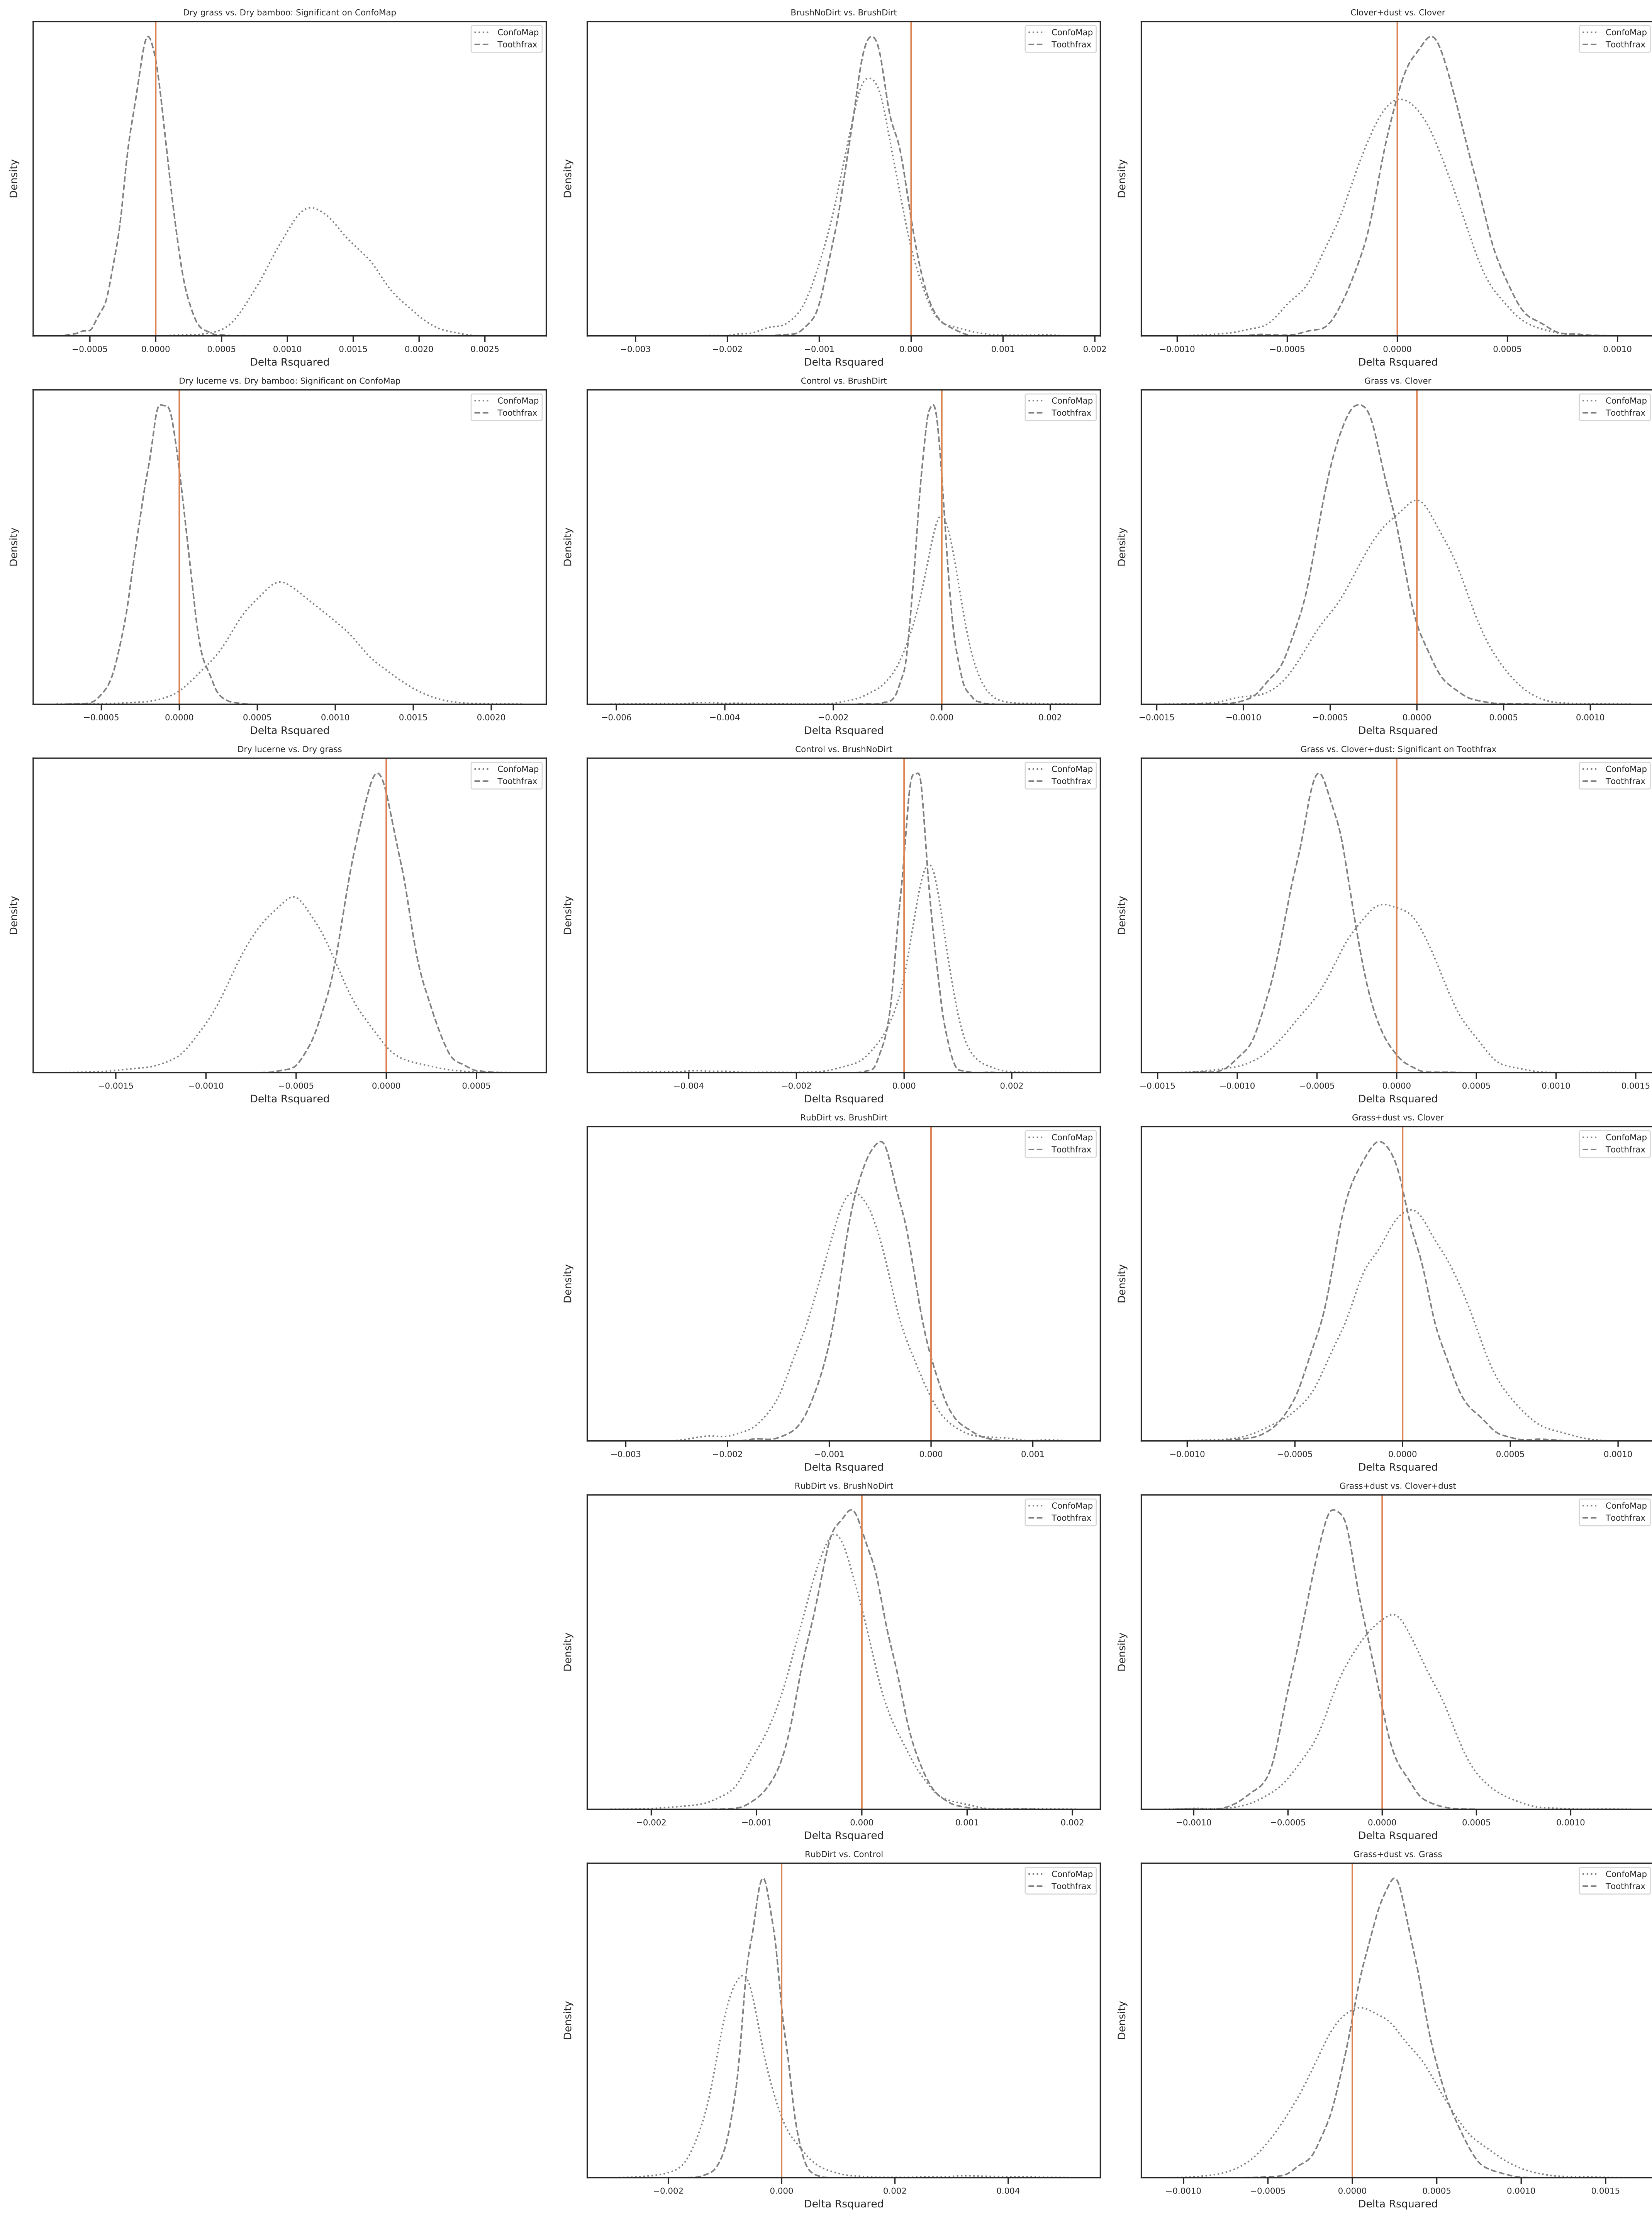 Dry grass vs. Dry bamboo: Significant on ConfoMap
ConfoMap
Toothfrax
Density
−0.0005 0.0000 0.0005 0.0010 0.0015 0.0020 0.0025
Delta Rsquared
BrushNoDirt vs. BrushDirt
ConfoMap
Toothfrax
Density
−0.003 −0.002 −0.001 0.000 0.001 0.002
Delta Rsquared
Clover+dust vs. Clover
ConfoMap
Toothfrax
Density
−0.0010 −0.0005 0.0000 0.0005 0.0010
Delta Rsquared
Dry lucerne vs. Dry bamboo: Significant on ConfoMap
ConfoMap
Toothfrax
Density
−0.0005 0.0000 0.0005 0.0010 0.0015 0.0020
Delta Rsquared
Control vs. BrushDirt
ConfoMap
Toothfrax
Density
−0.006 −0.004 −0.002 0.000 0.002
Delta Rsquared
Grass vs. Clover
ConfoMap
Toothfrax
Density
−0.0015 −0.0010 −0.0005 0.0000 0.0005 0.0010
Delta Rsquared
Dry lucerne vs. Dry grass
ConfoMap
Toothfrax
Density
−0.0015 −0.0010 −0.0005 0.0000 0.0005
Delta Rsquared
Control vs. BrushNoDirt
ConfoMap
Toothfrax
Density
−0.004 −0.002 0.000 0.002
Delta Rsquared
Grass vs. Clover+dust: Significant on Toothfrax
ConfoMap
Toothfrax
Density
−0.0015 −0.0010 −0.0005 0.0000 0.0005 0.0010 0.0015
Delta Rsquared
RubDirt vs. BrushDirt
ConfoMap
Toothfrax
Density
−0.003 −0.002 −0.001 0.000 0.001
Delta Rsquared
Grass+dust vs. Clover
ConfoMap
Toothfrax
Density
−0.0010 −0.0005 0.0000 0.0005 0.0010
Delta Rsquared
RubDirt vs. BrushNoDirt
ConfoMap
Toothfrax
Density
−0.002 −0.001 0.000 0.001 0.002
Delta Rsquared
Grass+dust vs. Clover+dust
ConfoMap
Toothfrax
Density
−0.0010 −0.0005 0.0000 0.0005 0.0010
Delta Rsquared
RubDirt vs. Control
ConfoMap
Toothfrax
Density
−0.002 0.000 0.002 0.004
Delta Rsquared
Grass+dust vs. Grass
ConfoMap
Toothfrax
Density
−0.0010 −0.0005 0.0000 0.0005 0.0010 0.0015
Delta Rsquared